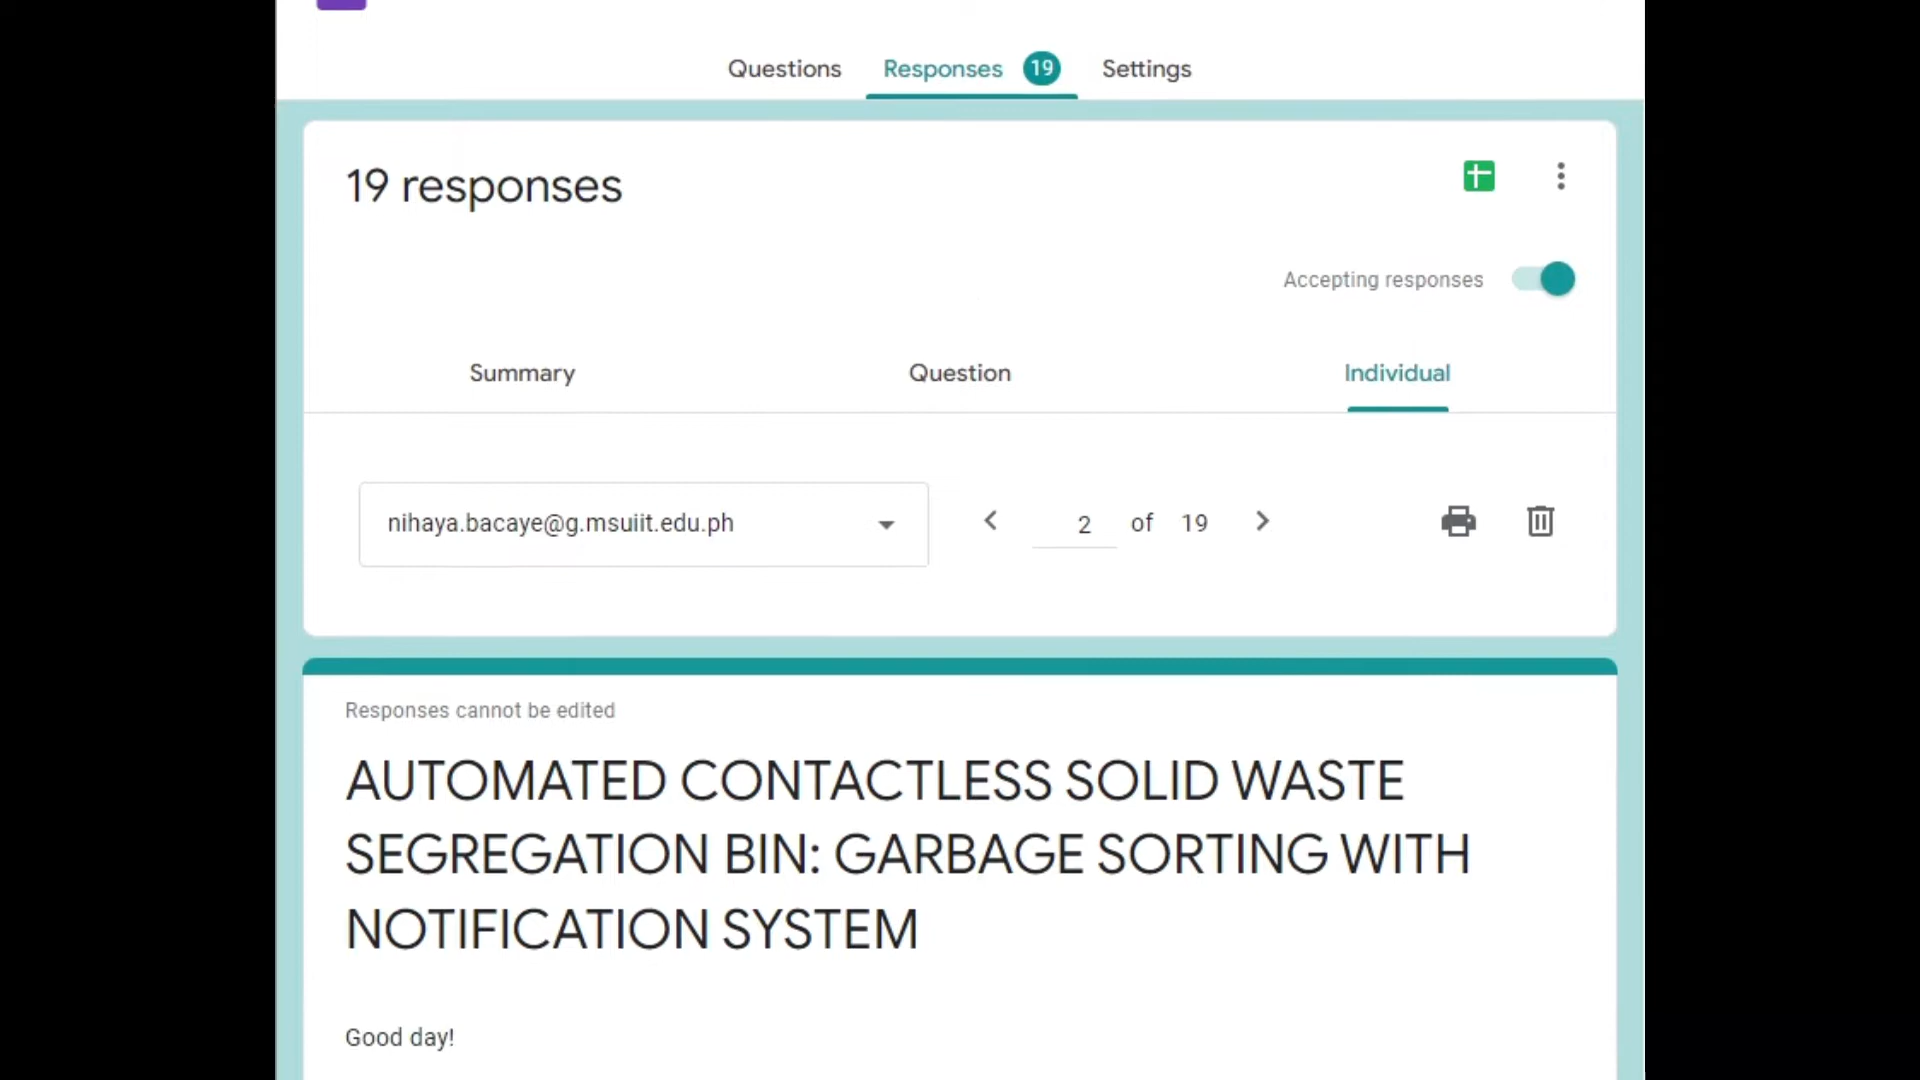 Questions Responses 19 Settings
19 responses
Accepting responses
Summary Question Individual
nihaya.bacaye@g.msuiit.edu.ph 2 of 19
Responses cannot be edited
AUTOMATED CONTACTLESS SOLID WASTE
SEGREGATION BIN: GARBAGE SORTING WITH
NOTIFICATION SYSTEM
Good day!